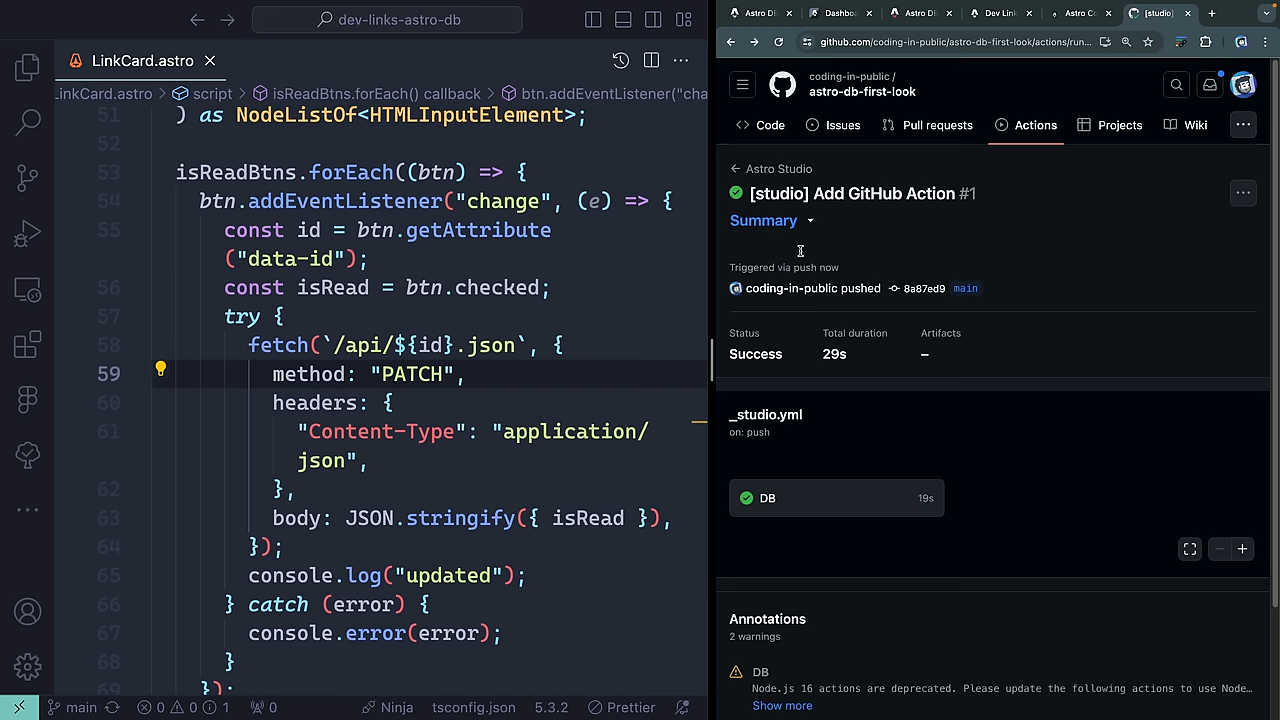 dev-links-astro-db
LinkCard.astro
.inkCard.astro > script > isReadBtns.forEach() callback > btn.addEventListener("cha
51 ) as NodeListOf<HTMLInputElement>;
52
53 isReadBtns.forEach((btn) => {
54 btn.addEventListener("change", (e) => {
55 const id = btn.getAttribute
("data-id");
56 const isRead = btn.checked;
57 try {
58 fetch(`/api/${id}.json`, {
59 method: "PATCH",
60 headers: {
61 "Content-Type": "application/
json",
62 },
63 body: JSON.stringify({ isRead }),
64 });
65 console.log("updated");
66 } catch (error) {
67 console.error(error);
68 }
69 });
main 0 0 1 0 Ninja tsconfig.json 5.3.2 Prettier
Astro DE Dashboa Astro DE Dev Link Astro Co [studio]
github.com/coding-in-public/astro-db-first-look/actions/run...
coding-in-public /
astro-db-first-look
Code Issues Pull requests Actions Projects Wiki
Astro Studio
[studio] Add GitHub Action #1
Summary
Triggered via push now
coding-in-public pushed 8a87ed9 main
Status Total duration Artifacts
Success 29s –
_studio.yml
on: push
DB 19s
Annotations
2 warnings
DB
Node.js 16 actions are deprecated. Please update the following actions to use Node…
Show more